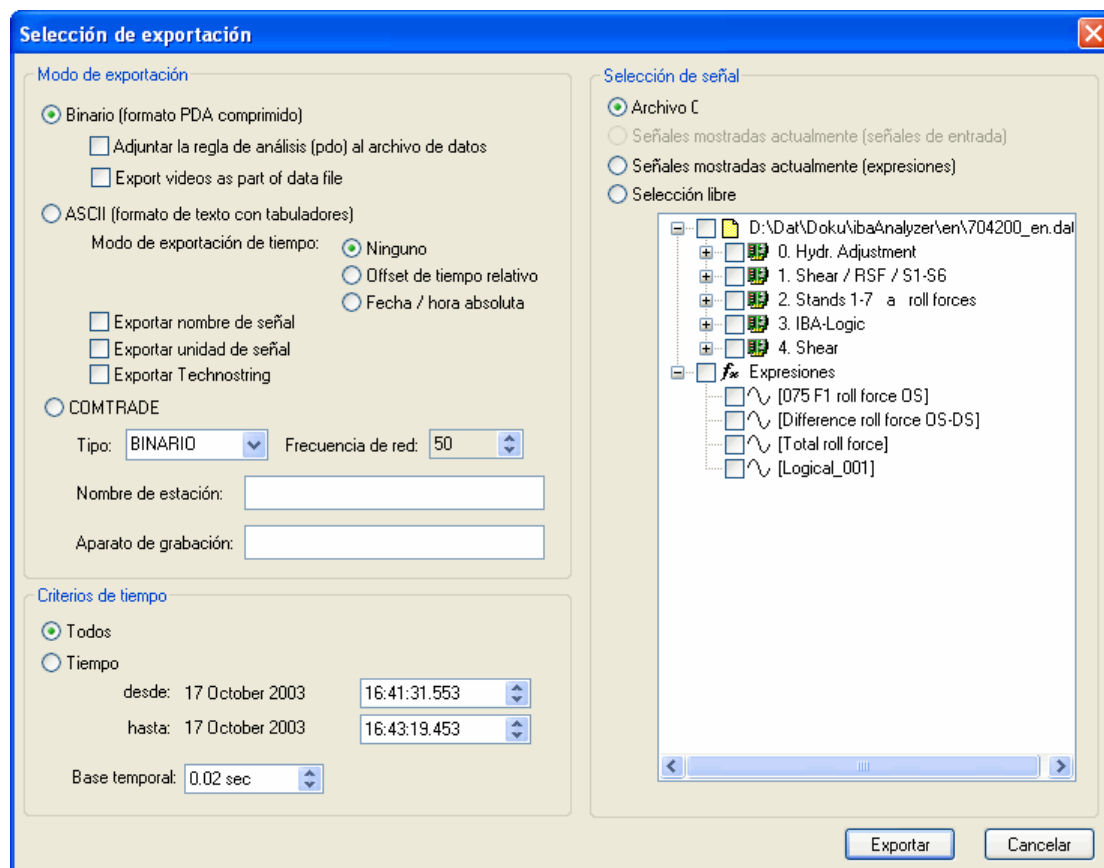 Selección de exportación
Modo de exportación
Binario (formato PDA comprimido)
Adjuntar la regla de análisis (pdo) al archivo de datos
Export videos as part of data file
ASCII (formato de texto con tabuladores)
Modo de exportación de tiempo:
Ninguno
Offset de tiempo relativo
Fecha / hora absoluta
Exportar nombre de señal
Exportar unidad de señal
Exportar Technostring
COMTRADE
Tipo: BINARIO Frecuencia de red: 50
Nombre de estación:
Aparato de grabación:
Criterios de tiempo
Todos
Tiempo
desde: 17 October 2003 16:41:31.553
hasta: 17 October 2003 16:43:19.453
Base temporal: 0.02 sec
Selección de señal
Archivo
Señales mostradas actualmente (señales de entrada)
Señales mostradas actualmente (expresiones)
Selección libre
D:\Dat\Doku\ibaAnalyzer\en\704200_en.dat
0. Hydr. Adjustment
1. Shear / RSF / S1-S6
2. Stands 1-7 a roll forces
3. IBA-Logic
4. Shear
fx Expresiones
[075 F1 roll force OS]
[Difference roll force OS-DS]
[Total roll force]
[Logical_001]
Exportar Cancelar